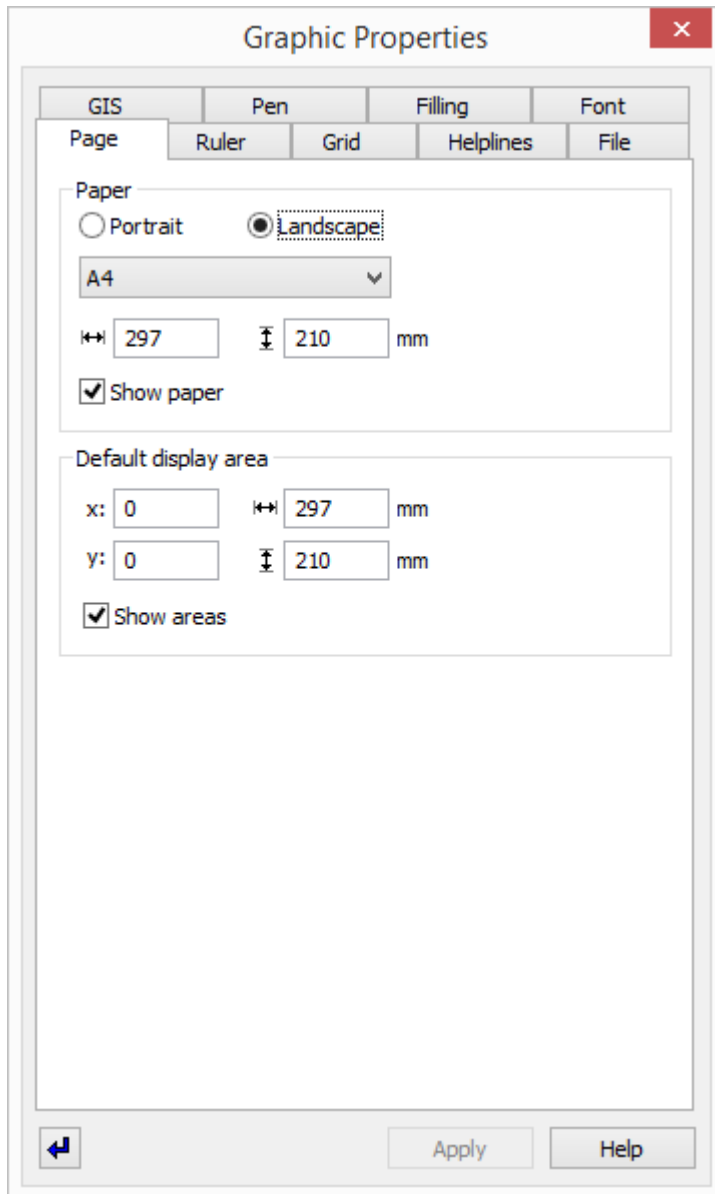 Graphic Properties
GIS Pen Filling Font
Page Ruler Grid Helplines File
Paper
Portrait Landscape
A4
297 210 mm
Show paper
Default display area
x: 0 297 mm
y: 0 210 mm
Show areas
Apply Help